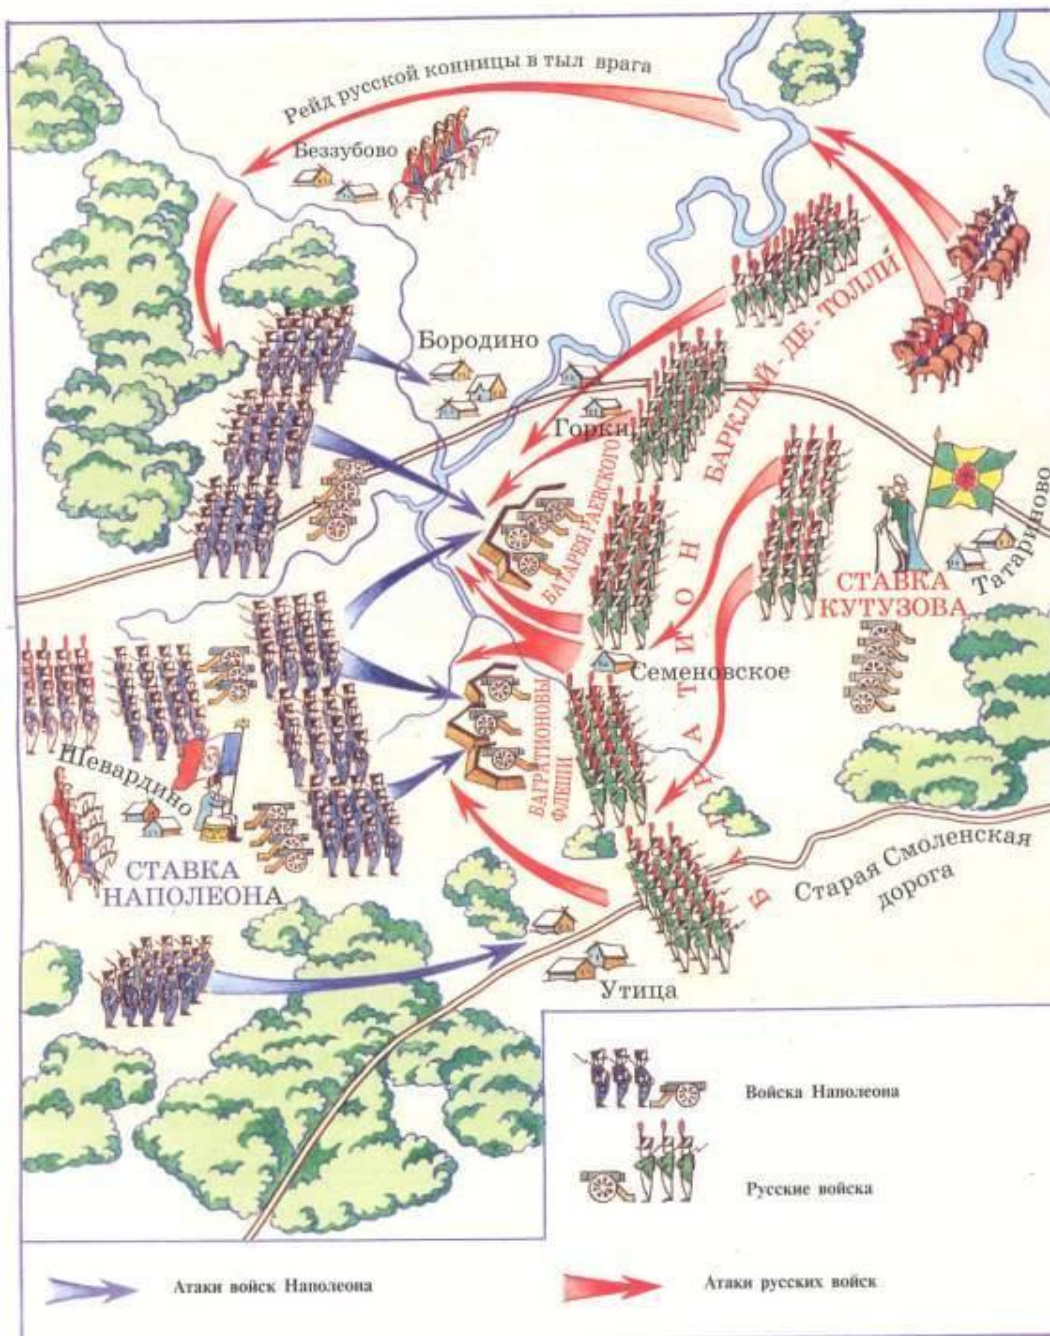 Рейд русской конницы в тыл врага
Беззубово
Бородино
Горки
БАРКЛАЙ - ДЕ - ТОЛЛИ
БАТАРЕЯ РАЕВСКОГО
Татариново
СТАВКА
КУТУЗОВА
Семеновское
БАГРАТИОН
БАГРАТИОНОВЫ
ФЛЕШИ
Шевардино
СТАВКА
НАПОЛЕОНА
Старая Смоленская
дорога
Утица
Войска Наполеона
Русские войска
Атаки войск Наполеона
Атаки русских войск